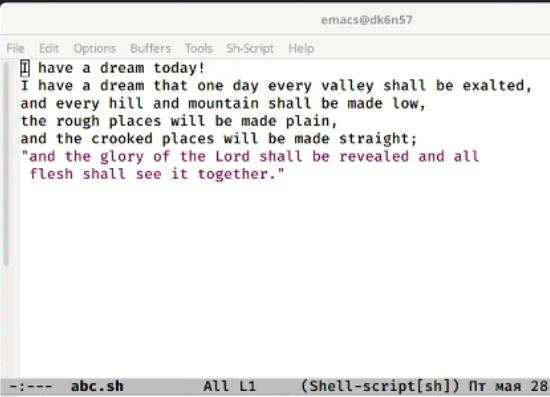 emacs@dk6n57
File Edit Options Buffers Tools Sh-Script Help
I have a dream today!
I have a dream that one day every valley shall be exalted,
and every hill and mountain shall be made low,
the rough places will be made plain,
and the crooked places will be made straight;
"and the glory of the Lord shall be revealed and all
flesh shall see it together."
-:--- abc.sh All L1 (Shell-script[sh]) Пт мая 28